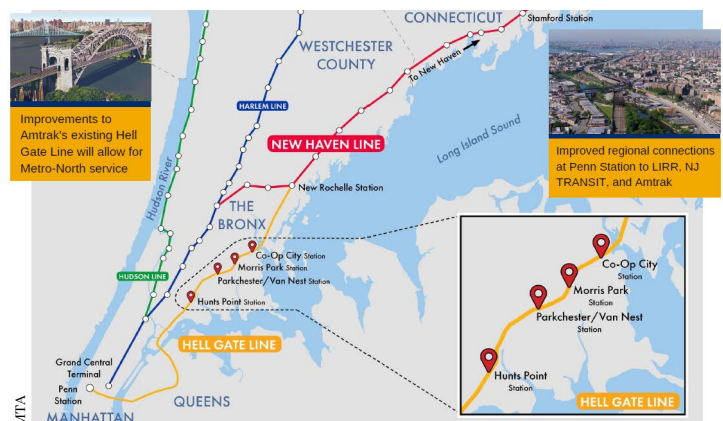 CONNECTICUT
Stamford Station
WESTCHESTER
COUNTY
To New Haven
HARLEM LINE
Improvements to
Amtrak's existing Hell
Gate Line will allow for
Metro-North service
NEW HAVEN LINE
Long Island Sound
Improved regional connections
at Penn Station to LIRR, NJ
TRANSIT, and Amtrak
Hudson River
New Rochelle Station
THE
BRONX
Co-Op City Station
Morris Park Station
Parkchester/Van Nest Station
HUDSON LINE
Hunts Point Station
HELL GATE LINE
Grand Central
Terminal
Penn
Station
QUEENS
MANHATTAN
MTA
Co-Op City
Station
Morris Park
Station
Parkchester/Van Nest
Station
Hunts Point
Station
HELL GATE LINE